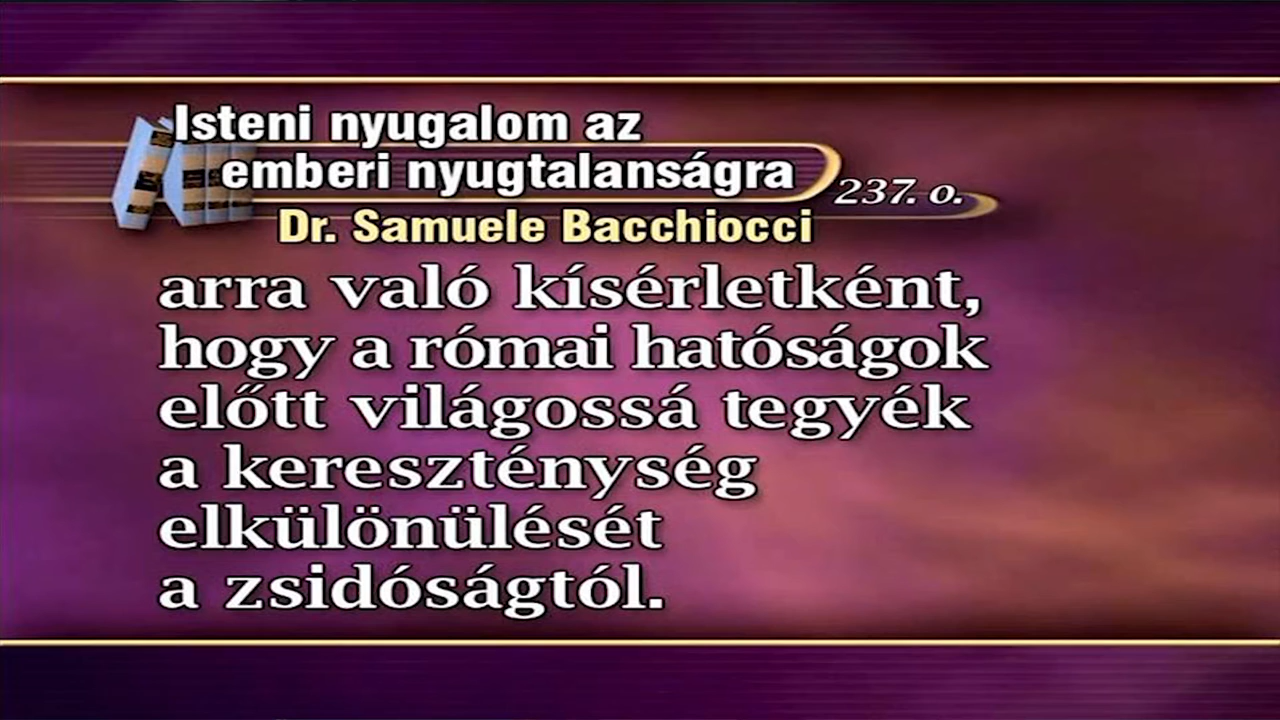 Isteni nyugalom az
emberi nyugtalanságra
237. o.
Dr. Samuele Bacchiocci
arra való kísérletként,
hogy a római hatóságok
előtt világossá tegyék
a kereszténység
elkülönülését
a zsidóságtól.